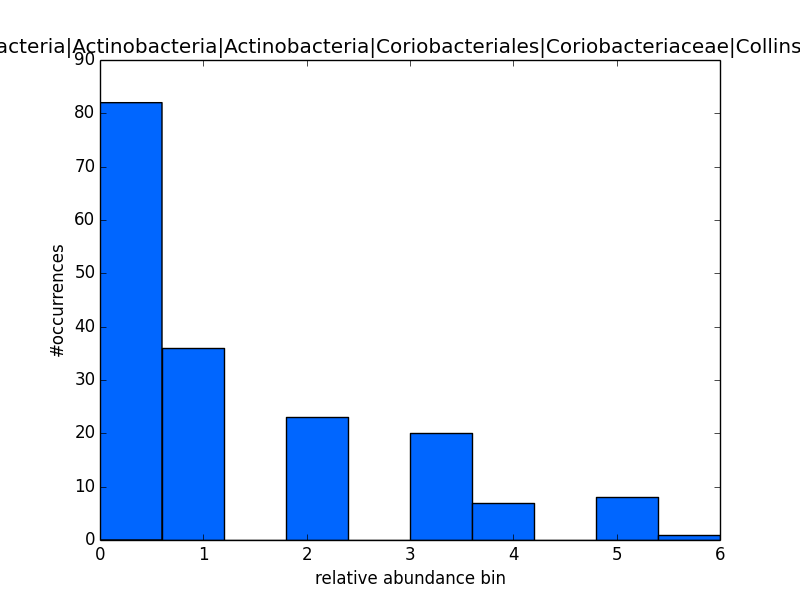 acteria|Actinobacteria|Actinobacteria|Coriobacteriales|Coriobacteriaceae|Collins
90
80
70
60
50
40
30
20
10
0
#occurrences
0 1 2 3 4 5 6
relative abundance bin